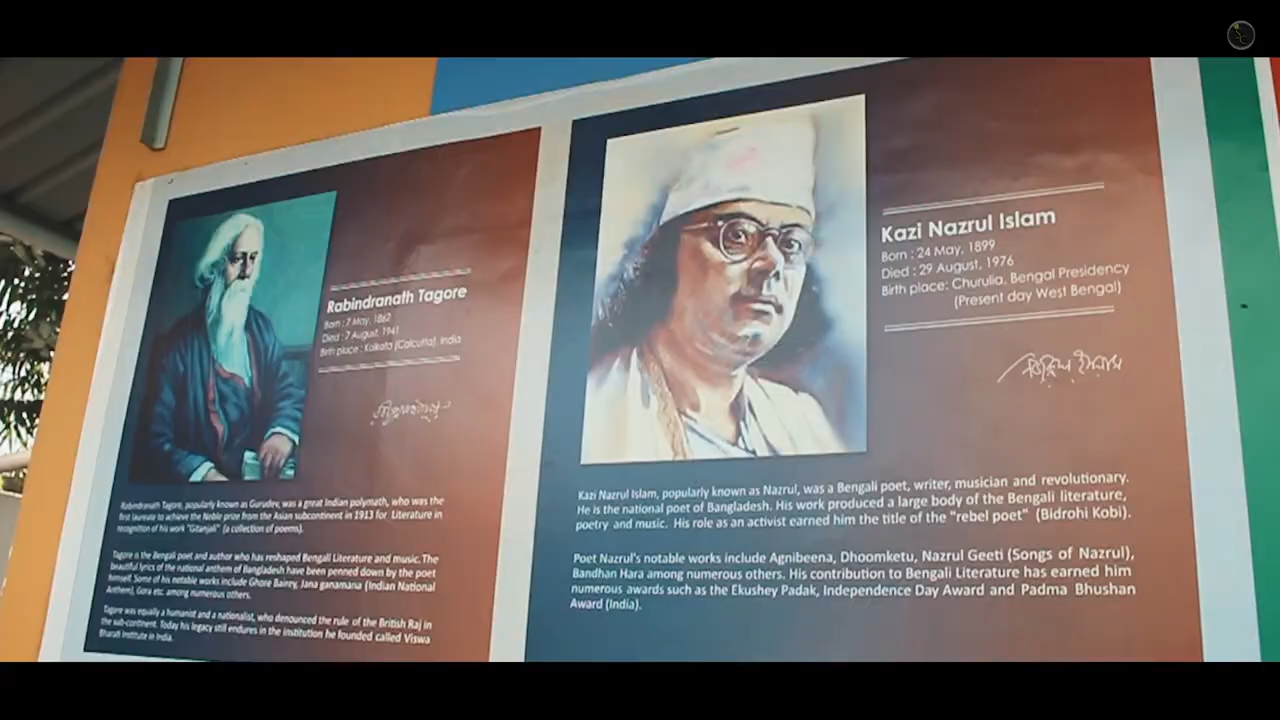 Rabindranath Tagore
Born : 7 May, 1862
Died : 7 August, 1941
Birth place : Kolkata (Calcutta), India
Rabindranath Tagore, popularly known as Gurudev, was a great Indian polymath, who was the
first laureate to achieve the Noble prize from the Asian subcontinent in 1913 for Literature in
recognition of his work "Gitanjali" (a collection of poems).
Tagore is the Bengali poet and author who has reshaped Bengali Literature and music. The
beautiful lyrics of the national anthem of Bangladesh have been penned down by the poet
himself. Some of his notable works include Ghore Bairey, Jana ganamana (Indian National
Anthem), Gora etc. among numerous others.
Tagore was equally a humanist and a nationalist, who denounced the rule of the British Raj in
the sub-continent. Today his legacy still endures in the institution he founded called Viswa
Bharati Institute in India.
Kazi Nazrul Islam
Born : 24 May, 1899
Died : 29 August, 1976
Birth place: Churulia, Bengal Presidency
(Present day West Bengal)
Kazi Nazrul Islam, popularly known as Nazrul, was a Bengali poet, writer, musician and revolutionary.
He is the national poet of Bangladesh. His work produced a large body of the Bengali literature,
poetry and music. His role as an activist earned him the title of the "rebel poet" (Bidrohi Kobi).
Poet Nazrul's notable works include Agnibeena, Dhoomketu, Nazrul Geeti (Songs of Nazrul),
Bandhan Hara among numerous others. His contribution to Bengali Literature has earned him
numerous awards such as the Ekushey Padak, Independence Day Award and Padma Bhushan
Award (India).